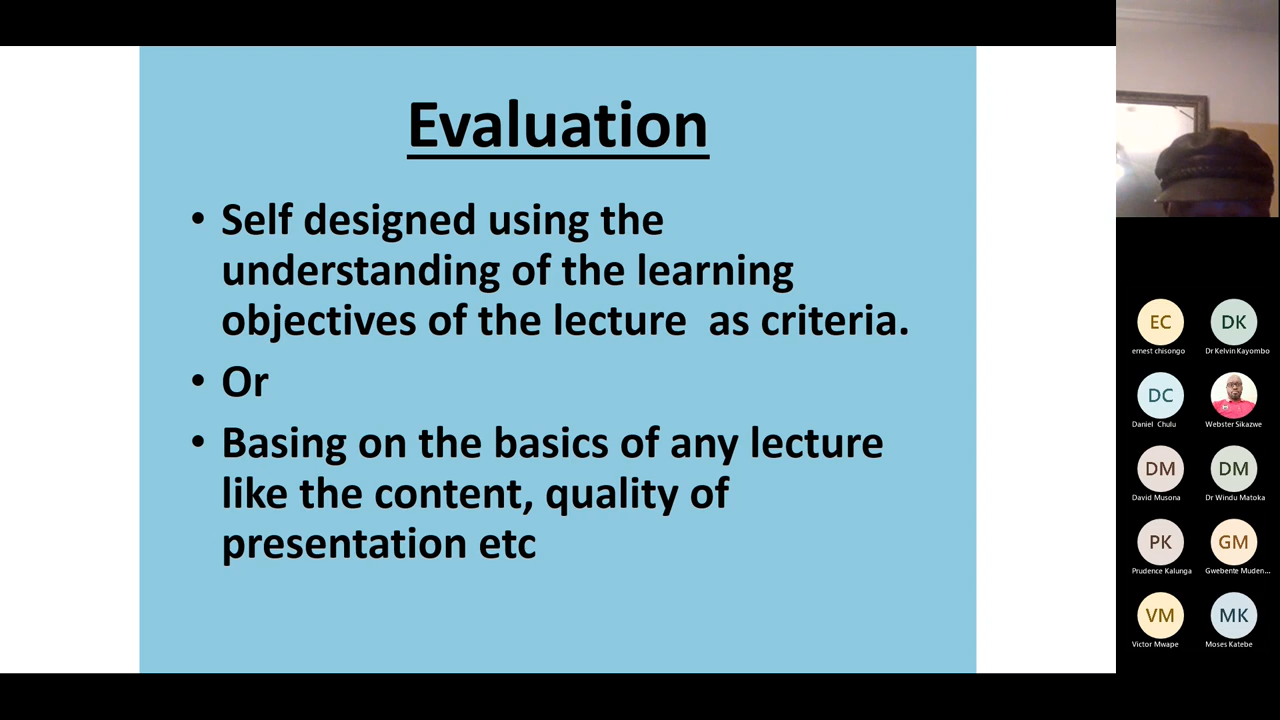 Evaluation
• Self designed using the
understanding of the learning
objectives of the lecture  as criteria.
• Or
• Basing on the basics of any lecture
like the content, quality of
presentation etc
EC
DK
ernest chisongo
Dr Kelvin Kayombo
DC
Daniel Chulu
Webster Sikazwe
DM
DM
David Musona
Dr Windu Matoka
PK
GM
Prudence Kalunga
Gwebente Muden...
VM
MK
Victor Mwape
Moses Katebe